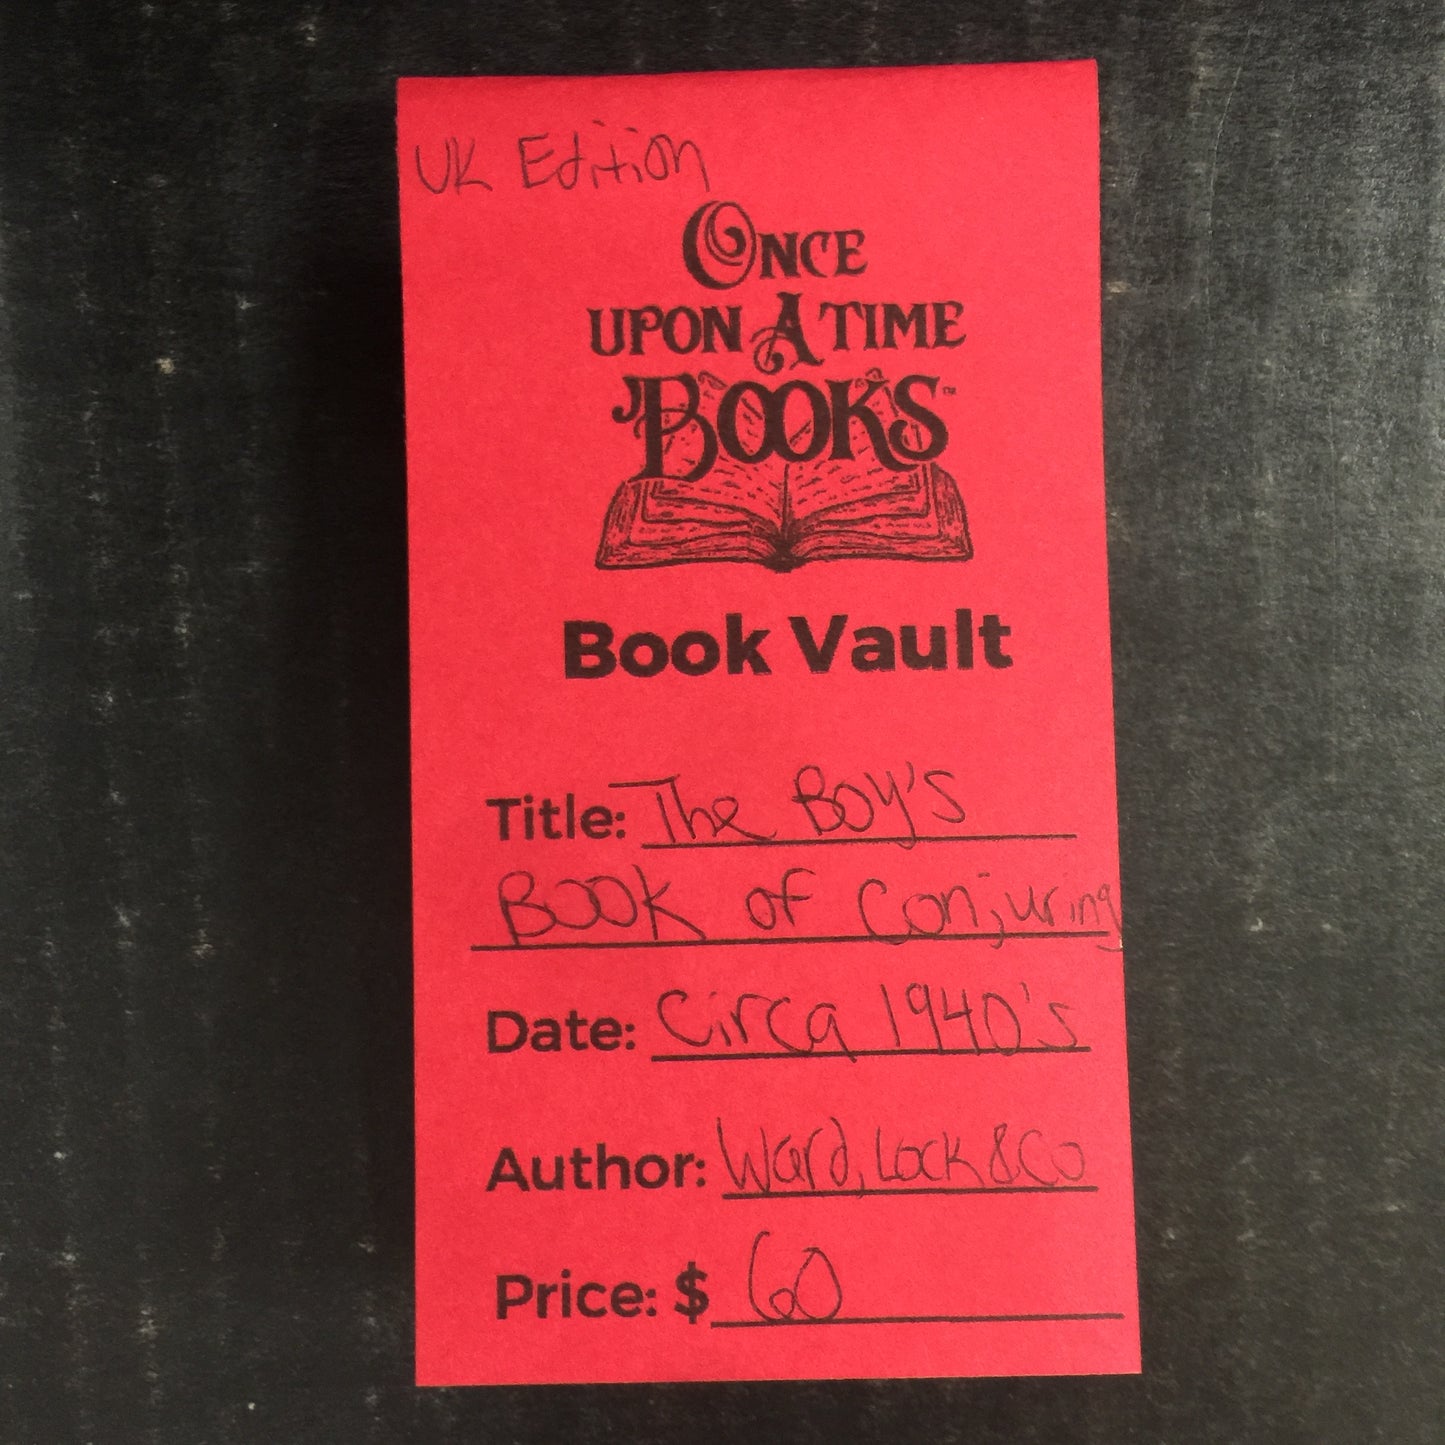 UK Edition
ONCE
UPON A TIME
BOOKS™
Book Vault
Title: The Boy's
Book of Conjuring
Date: Circa 1940's
Author: Ward, Lock & Co
Price: $ 60